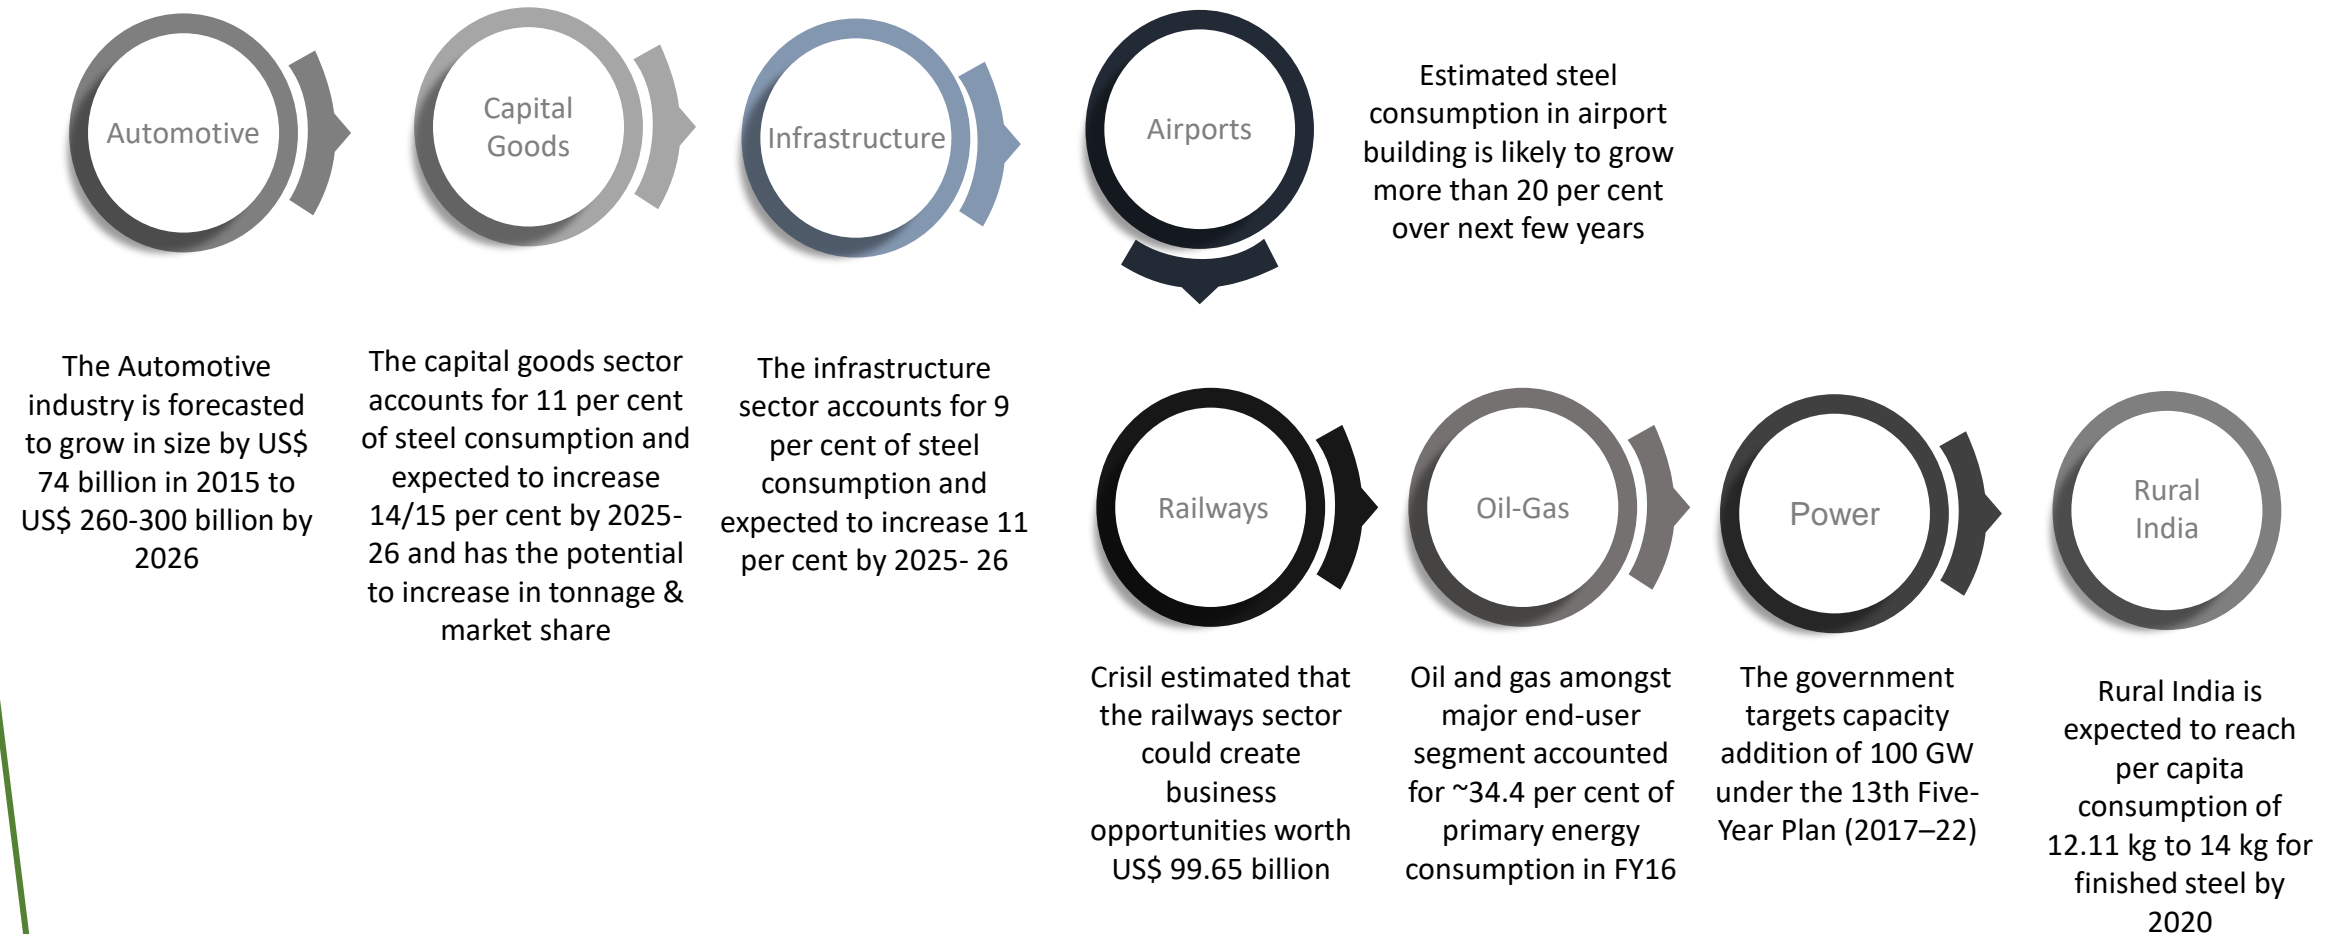 Automotive
The Automotive
industry is forecasted
to grow in size by US$
74 billion in 2015 to
US$ 260-300 billion by
2026
Capital
Goods
The capital goods sector
accounts for 11 per cent
of steel consumption and
expected to increase
14/15 per cent by 2025-
26 and has the potential
to increase in tonnage &
market share
Infrastructure
The infrastructure
sector accounts for 9
per cent of steel
consumption and
expected to increase 11
per cent by 2025- 26
Airports
Estimated steel
consumption in airport
building is likely to grow
more than 20 per cent
over next few years
Railways
Crisil estimated that
the railways sector
could create
business
opportunities worth
US$ 99.65 billion
Oil-Gas
Oil and gas amongst
major end-user
segment accounted
for ~34.4 per cent of
primary energy
consumption in FY16
Power
The government
targets capacity
addition of 100 GW
under the 13th Five-
Year Plan (2017–22)
Rural
India
Rural India is
expected to reach
per capita
consumption of
12.11 kg to 14 kg for
finished steel by
2020